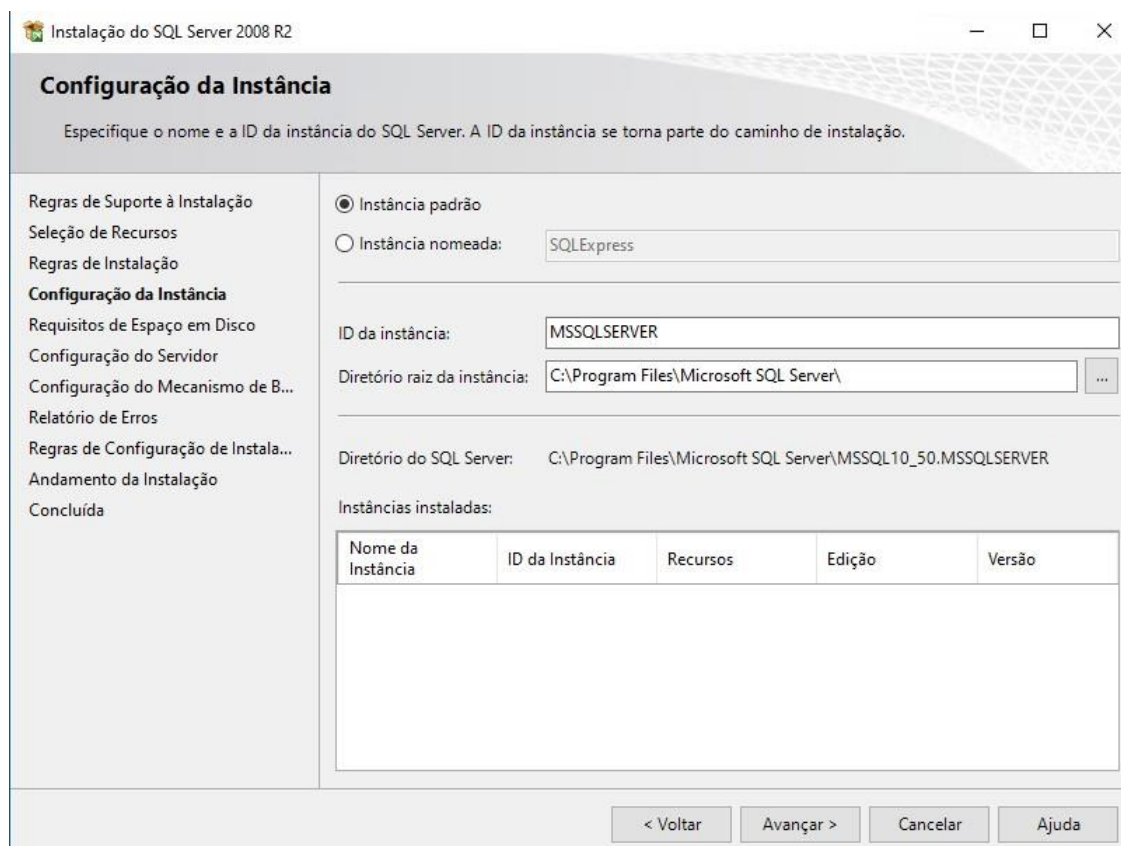 Instalação do SQL Server 2008 R2
Configuração da Instância
Especifique o nome e a ID da instância do SQL Server. A ID da instância se torna parte do caminho de instalação.
Regras de Suporte à Instalação
Seleção de Recursos
Regras de Instalação
Configuração da Instância
Requisitos de Espaço em Disco
Configuração do Servidor
Configuração do Mecanismo de B...
Relatório de Erros
Regras de Configuração de Instala...
Andamento da Instalação
Concluída
Instância padrão
Instância nomeada: SQLExpress
ID da instância: MSSQLSERVER
Diretório raiz da instância: C:\Program Files\Microsoft SQL Server\ ...
Diretório do SQL Server: C:\Program Files\Microsoft SQL Server\MSSQL10_50.MSSQLSERVER
Instâncias instaladas:
Nome da Instância ID da Instância Recursos Edição Versão
< Voltar Avançar > Cancelar Ajuda